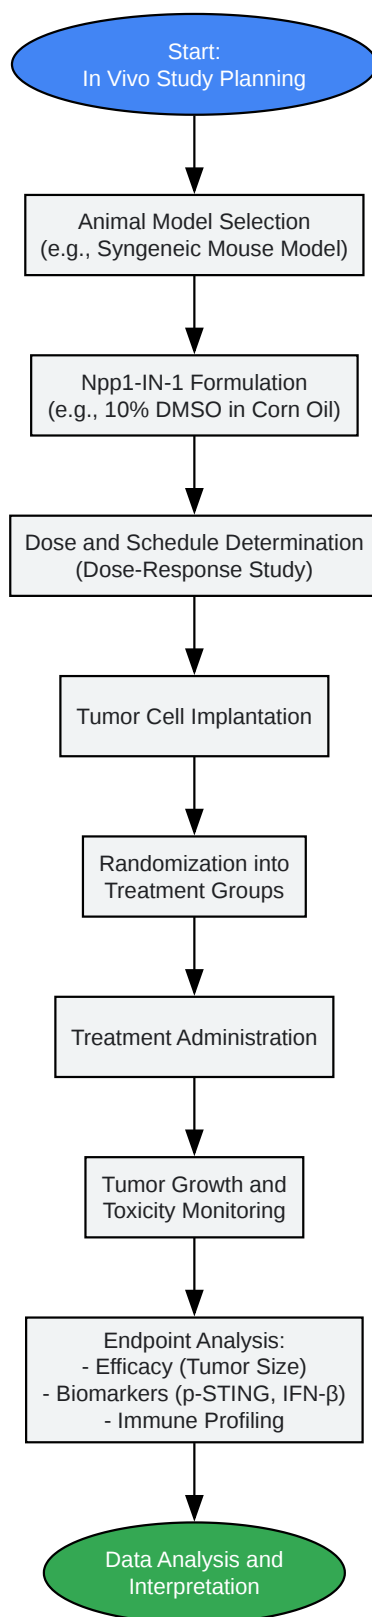 Start:
In Vivo Study Planning
Animal Model Selection
(e.g., Syngeneic Mouse Model)
Npp1-IN-1 Formulation
(e.g., 10% DMSO in Corn Oil)
Dose and Schedule Determination
(Dose-Response Study)
Tumor Cell Implantation
Randomization into
Treatment Groups
Treatment Administration
Tumor Growth and
Toxicity Monitoring
Endpoint Analysis:
- Efficacy (Tumor Size)
- Biomarkers (p-STING, IFN-β)
- Immune Profiling
Data Analysis and
Interpretation